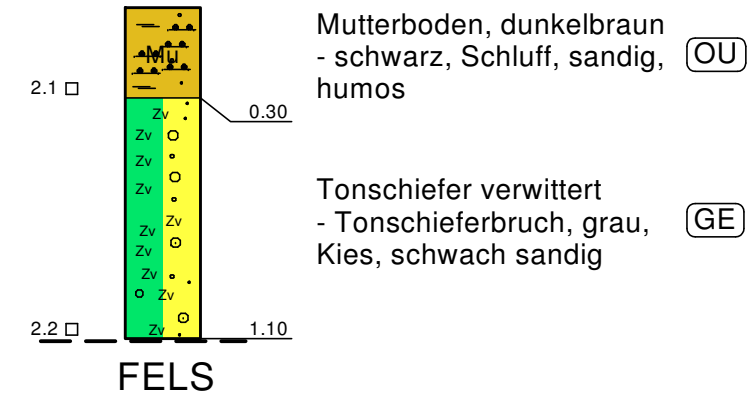 Mutterboden, dunkelbraun
- schwarz, Schluff, sandig,
humos
OU
Mu
2.1
0.30
Zv
Zv
Zv
Zv
Zv
Zv
Zv
Zv
Zv
Zv
Tonschiefer verwittert
- Tonschieferbruch, grau,
Kies, schwach sandig
GE
2.2
1.10
FELS